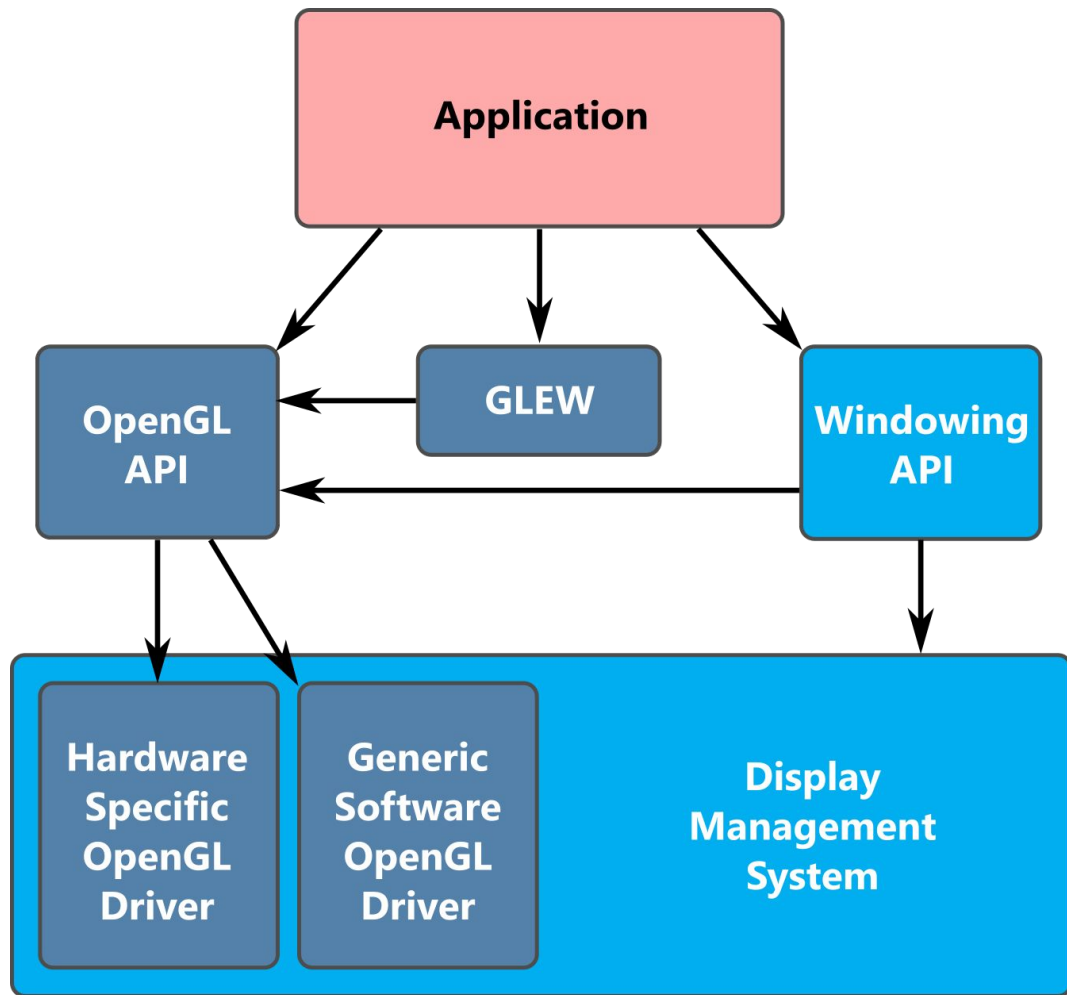 Application
OpenGL
API
GLEW
Windowing
API
Hardware
Specific
OpenGL
Driver
Generic
Software
OpenGL
Driver
Display
Management
System